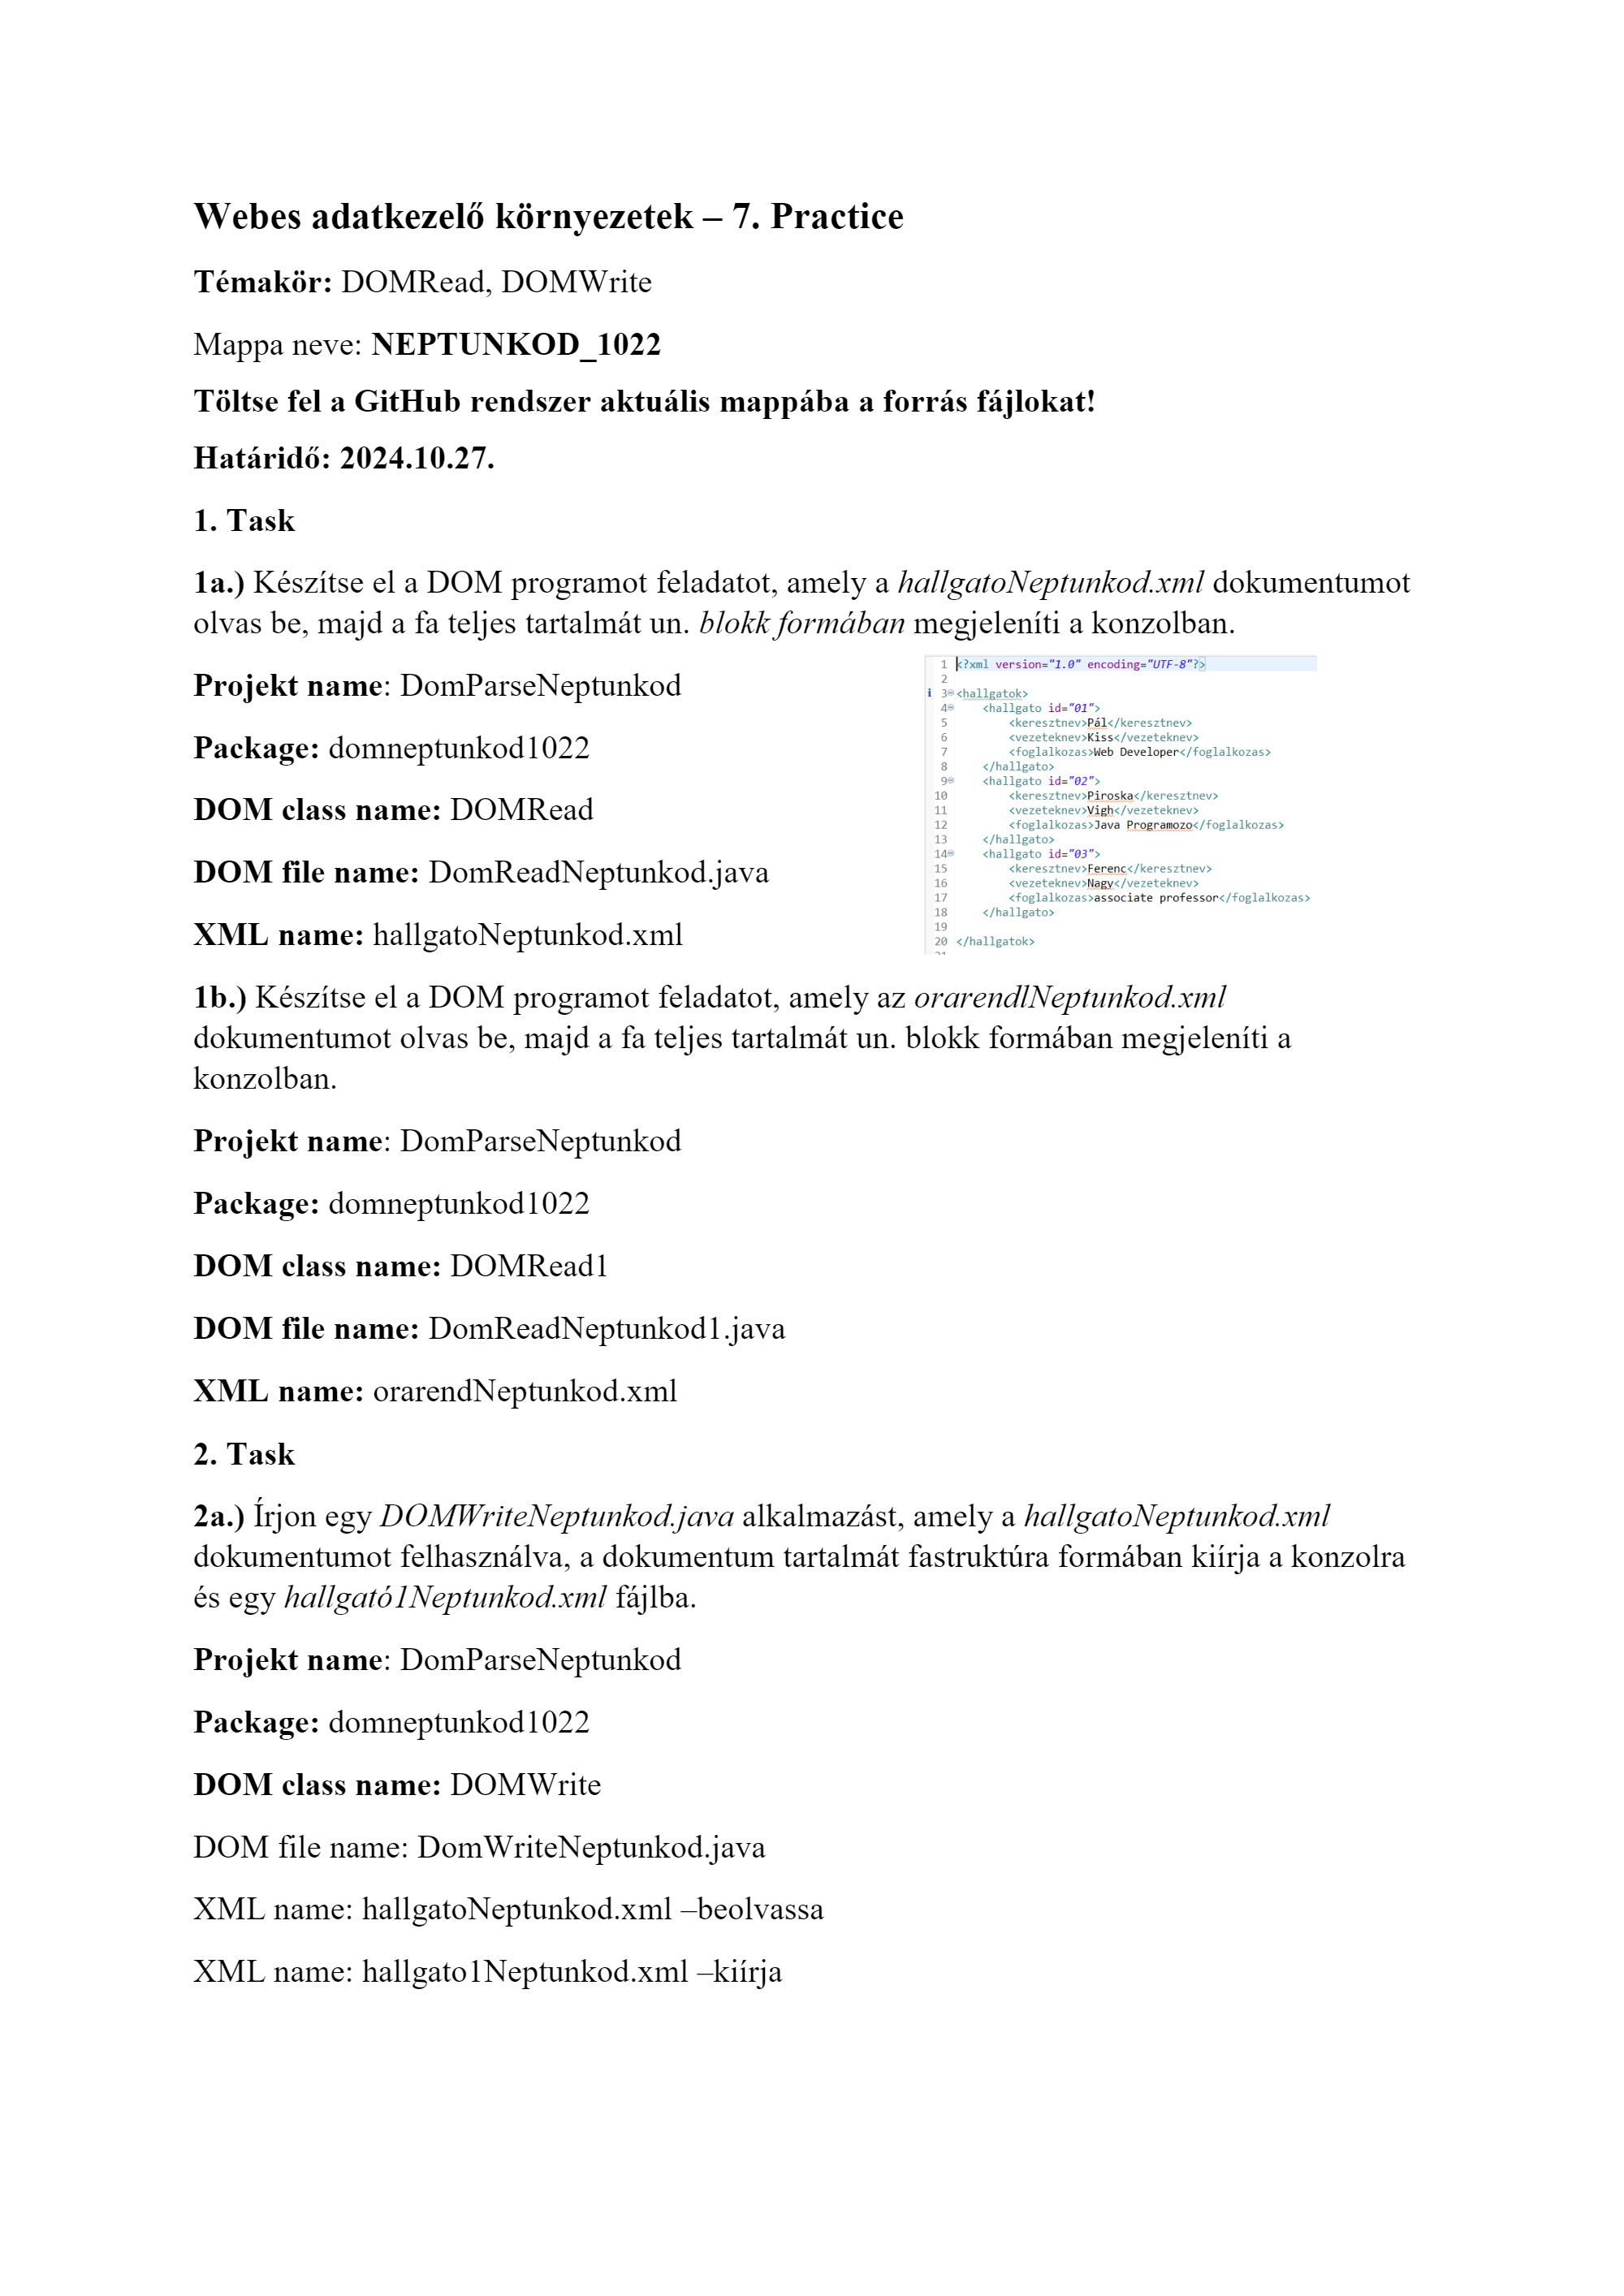 Webes adatkezelő környezetek – 7. Practice
Témakör: DOMRead, DOMWrite
Mappa neve: NEPTUNKOD_1022
Töltse fel a GitHub rendszer aktuális mappába a forrás fájlokat!
Határidő: 2024.10.27.
1. Task
1a.) Készítse el a DOM programot feladatot, amely a hallgatoNeptunkod.xml dokumentumot
olvas be, majd a fa teljes tartalmát un. blokk formában megjeleníti a konzolban.
Projekt name: DomParseNeptunkod
Package: domneptunkod1022
DOM class name: DOMRead
DOM file name: DomReadNeptunkod.java
XML name: hallgatoNeptunkod.xml
1 <?xml version="1.0" encoding="UTF-8"?>
2
3 <hallgatok>
4 <hallgato id="01">
5 <keresztnev>Pál</keresztnev>
6 <vezeteknev>Kiss</vezeteknev>
7 <foglalkozas>Web Developer</foglalkozas>
8 </hallgato>
9 <hallgato id="02">
10 <keresztnev>Piroska</keresztnev>
11 <vezeteknev>Vigh</vezeteknev>
12 <foglalkozas>Java Programozo</foglalkozas>
13 </hallgato>
14 <hallgato id="03">
15 <keresztnev>Ferenc</keresztnev>
16 <vezeteknev>Nagy</vezeteknev>
17 <foglalkozas>associate professor</foglalkozas>
18 </hallgato>
19
20 </hallgatok>
1b.) Készítse el a DOM programot feladatot, amely az orarendlNeptunkod.xml
dokumentumot olvas be, majd a fa teljes tartalmát un. blokk formában megjeleníti a
konzolban.
Projekt name: DomParseNeptunkod
Package: domneptunkod1022
DOM class name: DOMRead1
DOM file name: DomReadNeptunkod1.java
XML name: orarendNeptunkod.xml
2. Task
2a.) Írjon egy DOMWriteNeptunkod.java alkalmazást, amely a hallgatoNeptunkod.xml
dokumentumot felhasználva, a dokumentum tartalmát fastruktúra formában kiírja a konzolra
és egy hallgató1Neptunkod.xml fájlba.
Projekt name: DomParseNeptunkod
Package: domneptunkod1022
DOM class name: DOMWrite
DOM file name: DomWriteNeptunkod.java
XML name: hallgatoNeptunkod.xml –beolvassa
XML name: hallgato1Neptunkod.xml –kiírja